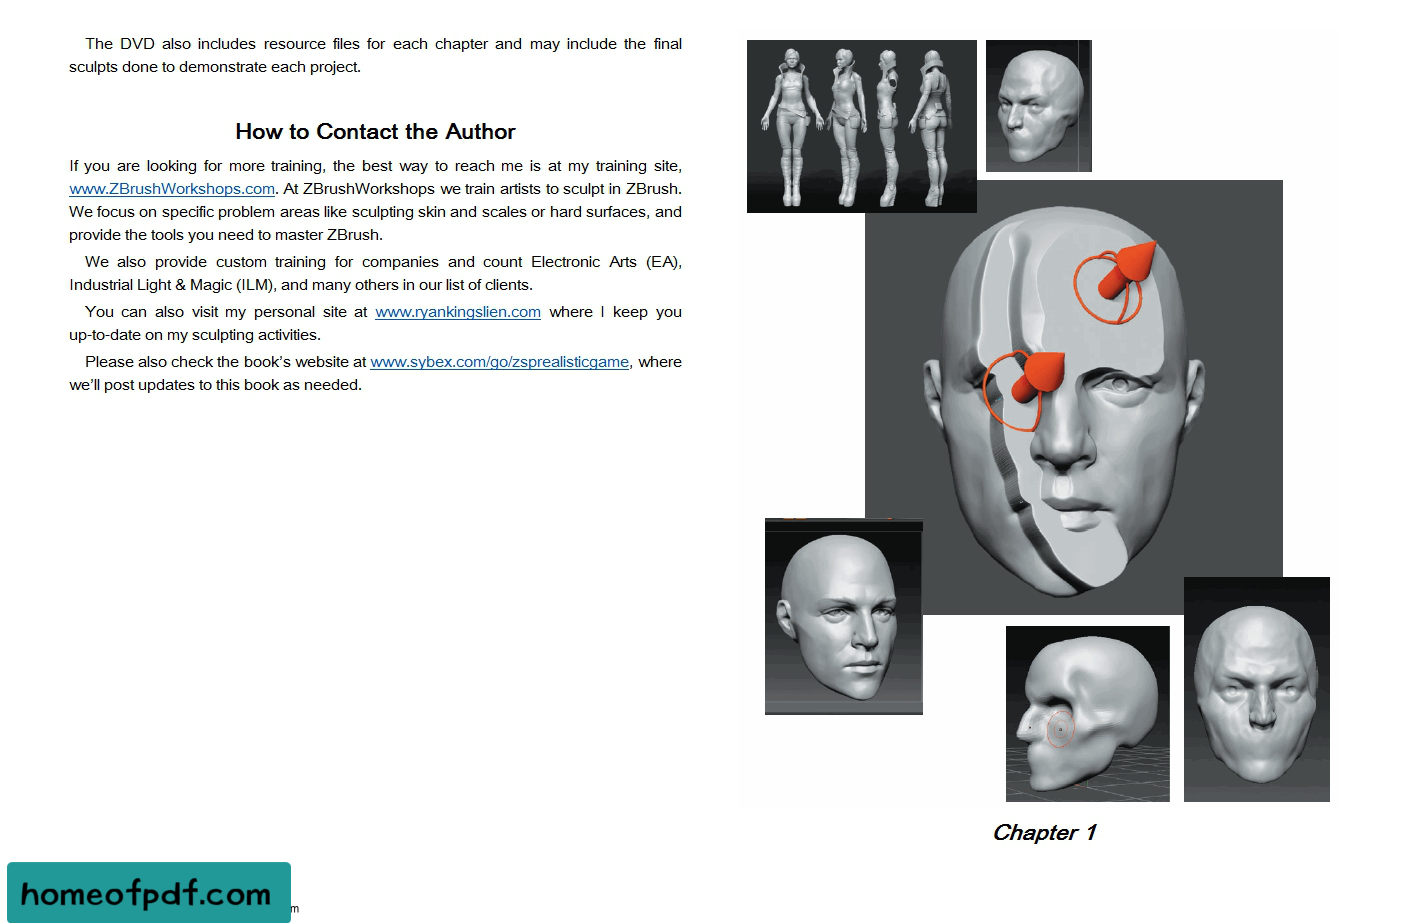 The DVD also includes resource files for each chapter and may include the final
sculpts done to demonstrate each project.
How to Contact the Author
If you are looking for more training, the best way to reach me is at my training site,
www.ZBrushWorkshops.com. At ZBrushWorkshops we train artists to sculpt in ZBrush.
We focus on specific problem areas like sculpting skin and scales or hard surfaces, and
provide the tools you need to master ZBrush.
We also provide custom training for companies and count Electronic Arts (EA),
Industrial Light & Magic (ILM), and many others in our list of clients.
You can also visit my personal site at www.ryankingslien.com where I keep you
up-to-date on my sculpting activities.
Please also check the book’s website at www.sybex.com/go/zsprealisticgame, where
we’ll post updates to this book as needed.
Chapter 1
homeofpdf.com
m